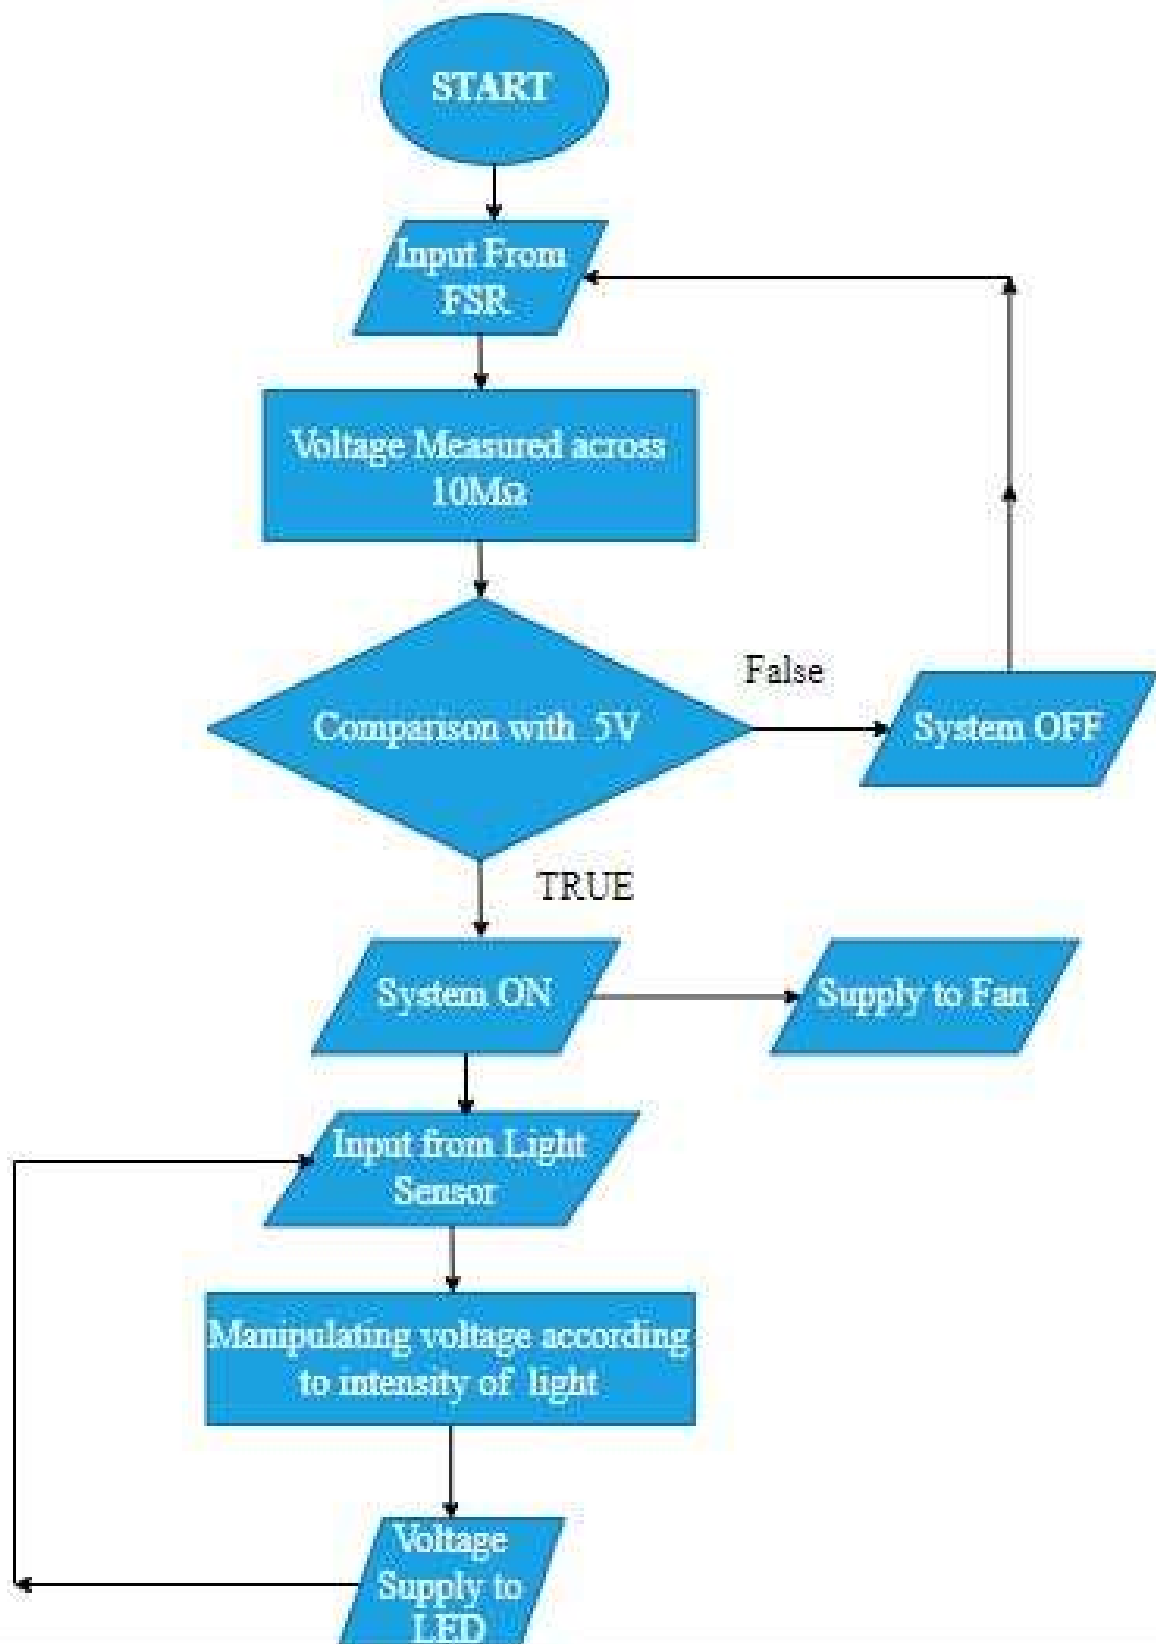 START
Input From
FSR
Voltage Measured across
10MΩ
Comparison with 5V
False
System OFF
TRUE
System ON
Supply to Fan
Input from Light
Sensor
Manipulating voltage according
to intensity of light
Voltage
Supply to
LED